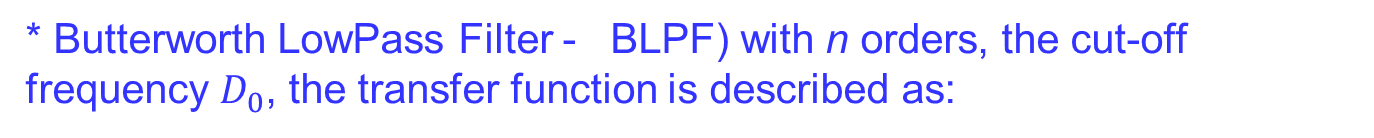 * Butterworth LowPass Filter -   BLPF) with n orders, the cut-off
frequency D₀, the transfer function is described as: